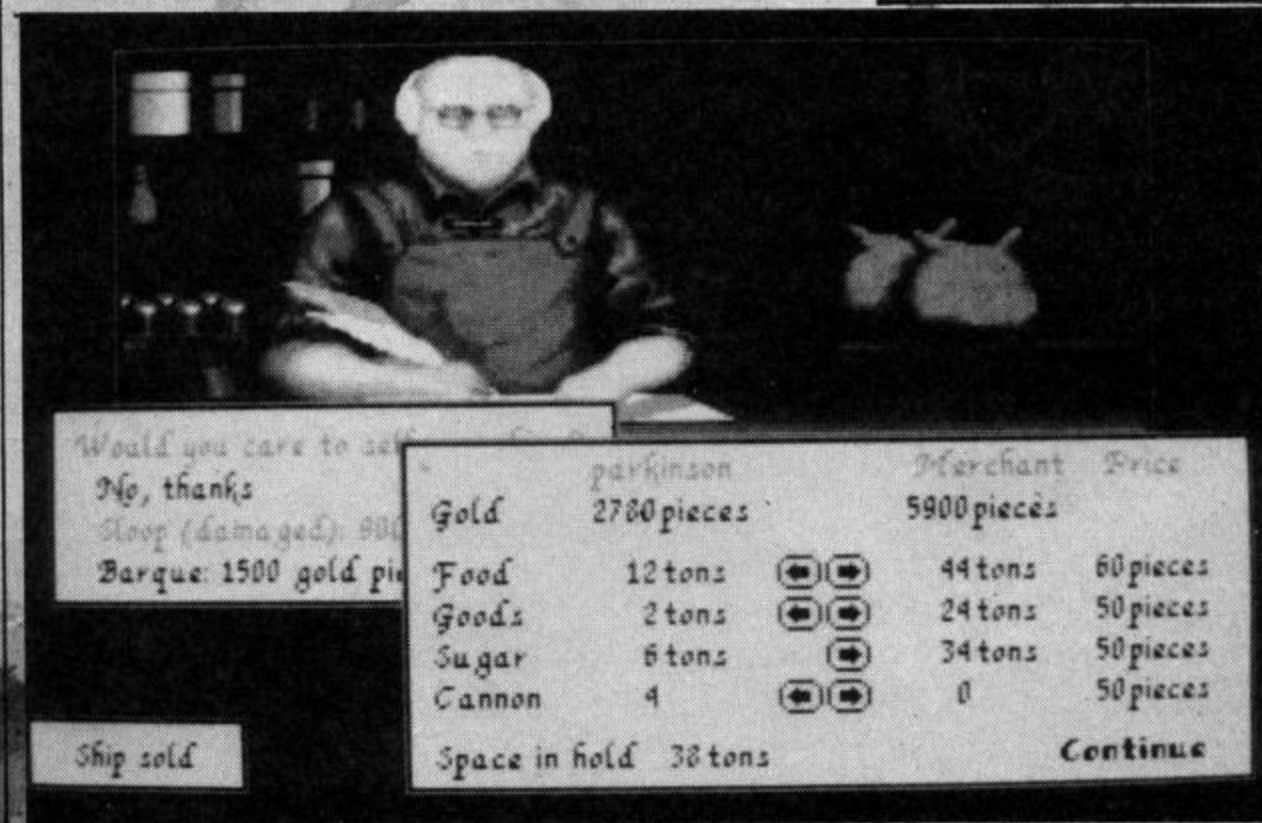 Would you care to sell
No, thanks
Sloop (damaged):
Barque: 1500 gold pie
parkinson Merchant Price
Gold 2780 pieces 5900 pieces
Food 12 tons 44 tons 60 pieces
Goods 2 tons 24 tons 50 pieces
Sugar 6 tons 34 tons 50 pieces
Cannon 4 0 50 pieces
Space in hold 38 tons Continue
Ship sold